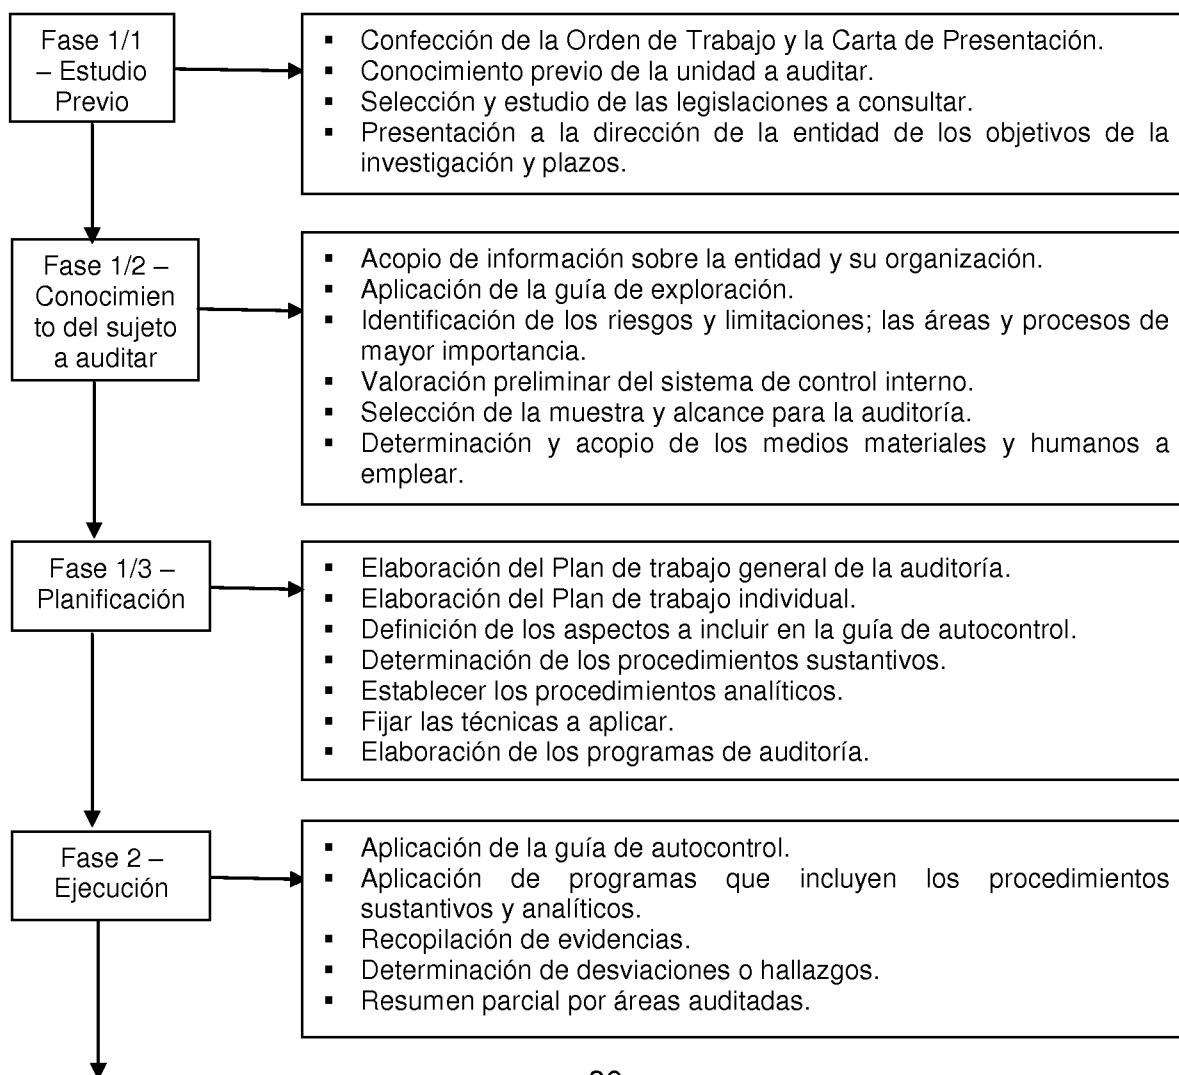 Fase 1/1
– Estudio
Previo
▪ Confección de la Orden de Trabajo y la Carta de Presentación.
▪ Conocimiento previo de la unidad a auditar.
▪ Selección y estudio de las legislaciones a consultar.
▪ Presentación a la dirección de la entidad de los objetivos de la
investigación y plazos.
Fase 1/2 –
Conocimien
to del sujeto
a auditar
▪ Acopio de información sobre la entidad y su organización.
▪ Aplicación de la guía de exploración.
▪ Identificación de los riesgos y limitaciones; las áreas y procesos de
mayor importancia.
▪ Valoración preliminar del sistema de control interno.
▪ Selección de la muestra y alcance para la auditoría.
▪ Determinación y acopio de los medios materiales y humanos a
emplear.
Fase 1/3 –
Planificación
▪ Elaboración del Plan de trabajo general de la auditoría.
▪ Elaboración del Plan de trabajo individual.
▪ Definición de los aspectos a incluir en la guía de autocontrol.
▪ Determinación de los procedimientos sustantivos.
▪ Establecer los procedimientos analíticos.
▪ Fijar las técnicas a aplicar.
▪ Elaboración de los programas de auditoría.
Fase 2 –
Ejecución
▪ Aplicación de la guía de autocontrol.
▪ Aplicación de programas que incluyen los procedimientos
sustantivos y analíticos.
▪ Recopilación de evidencias.
▪ Determinación de desviaciones o hallazgos.
▪ Resumen parcial por áreas auditadas.